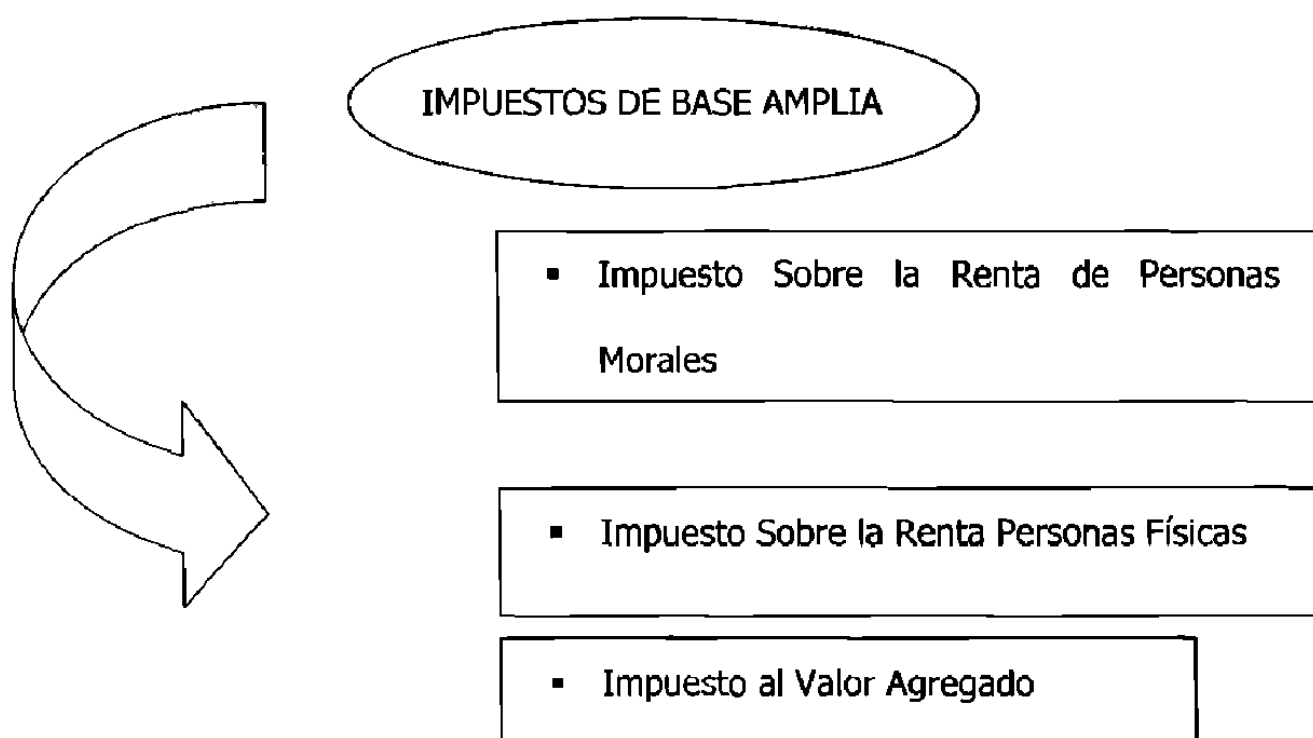 IMPUESTOS DE BASE AMPLIA
▪ Impuesto Sobre la Renta de Personas
Morales
▪ Impuesto Sobre la Renta Personas Físicas
▪ Impuesto al Valor Agregado